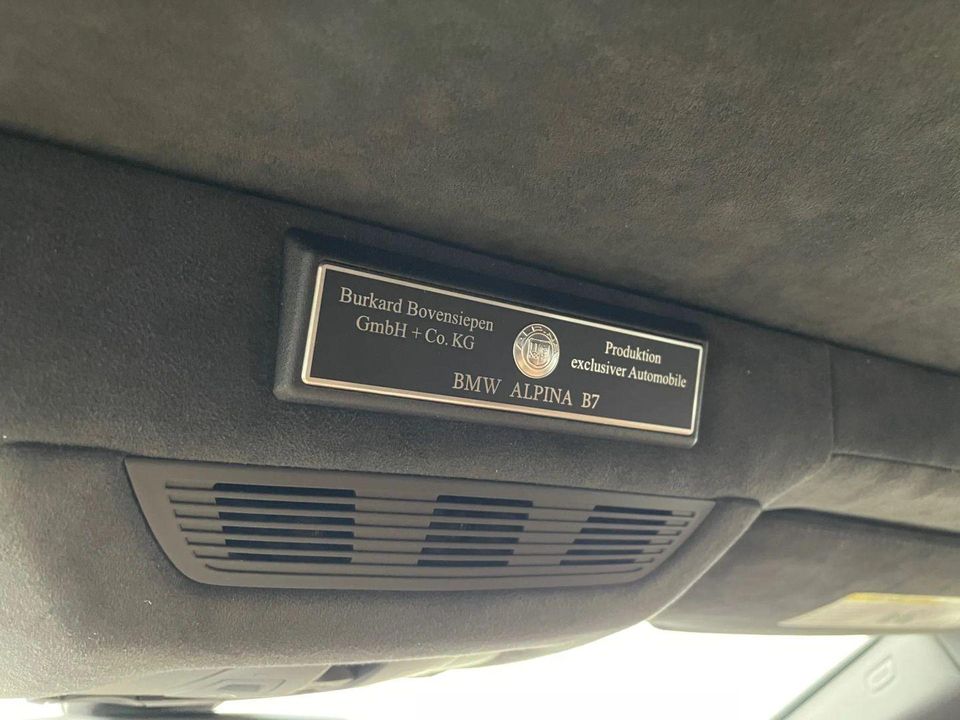 Burkard Bovensiepen
GmbH + Co. KG
Produktion
exclusiver Automobile
BMW ALPINA B7